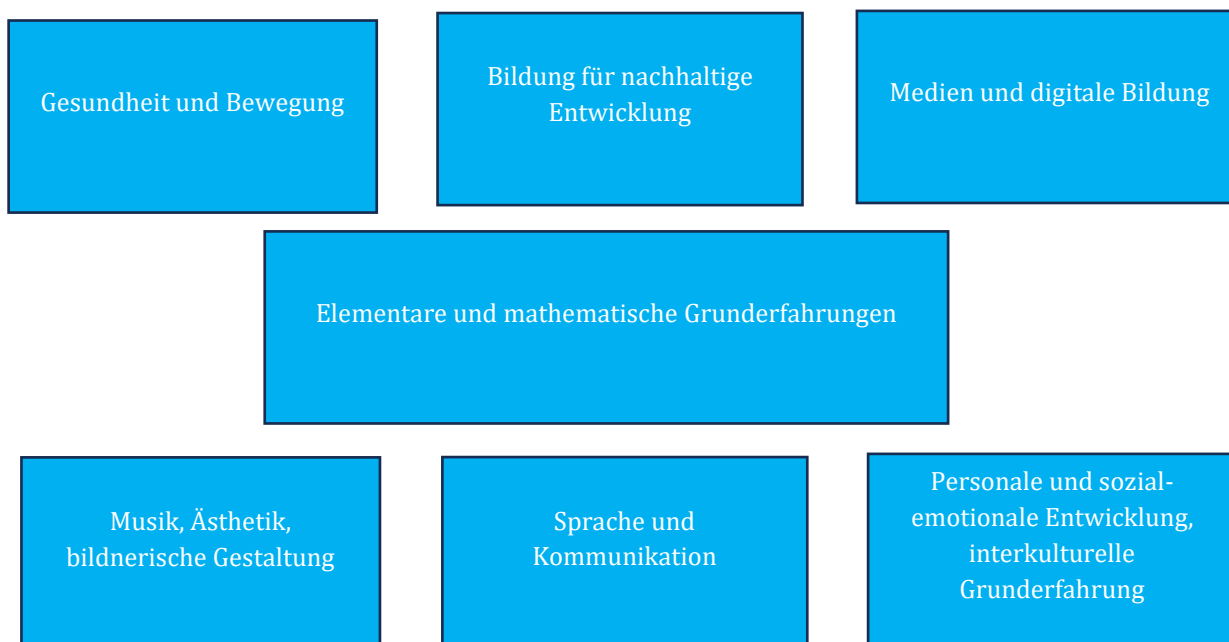 Gesundheit und Bewegung
Bildung für nachhaltige
Entwicklung
Medien und digitale Bildung
Elementare und mathematische Grunderfahrungen
Musik, Ästhetik,
bildnerische Gestaltung
Sprache und
Kommunikation
Personale und sozial-
emotionale Entwicklung,
interkulturelle
Grunderfahrung